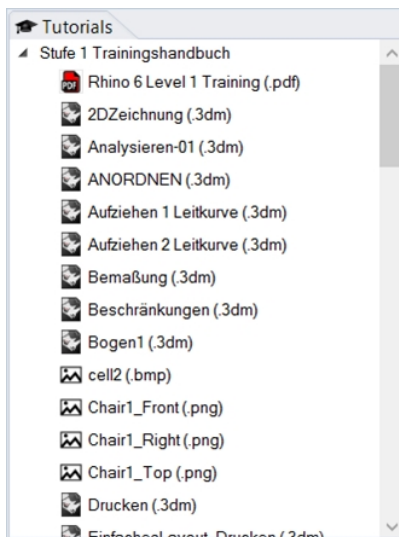 Tutorials
Stufe 1 Trainingshandbuch
Rhino 6 Level 1 Training (.pdf)
2DZeichnung (.3dm)
Analysieren-01 (.3dm)
ANORDNEN (.3dm)
Aufziehen 1 Leitkurve (.3dm)
Aufziehen 2 Leitkurve (.3dm)
Bemaßung (.3dm)
Beschränkungen (.3dm)
Bogen1 (.3dm)
cell2 (.bmp)
Chair1_Front (.png)
Chair1_Right (.png)
Chair1_Top (.png)
Drucken (.3dm)
EinfachesLayout_Drucken (.3dm)